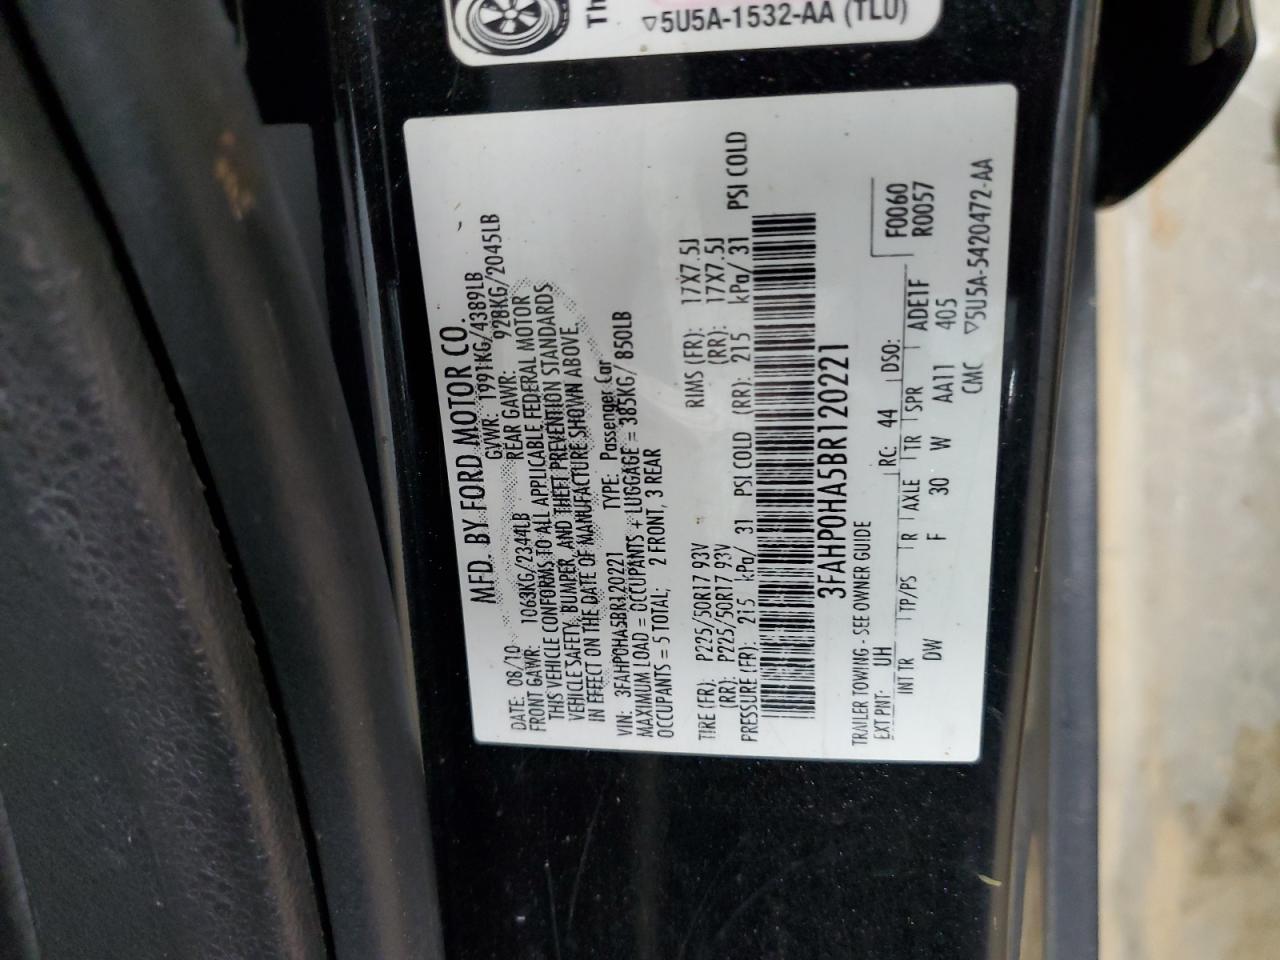 Th
▽5U5A-1532-AA (TLU)
MFD. BY FORD MOTOR CO.
DATE: 08/10 GVWR: 1991KG/4389LB
FRONT GAWR: 1063KG/2344LB REAR GAWR: 928KG/2045LB
THIS VEHICLE CONFORMS TO ALL APPLICABLE FEDERAL MOTOR
VEHICLE SAFETY, BUMPER, AND THEFT PREVENTION STANDARDS
IN EFFECT ON THE DATE OF MANUFACTURE SHOWN ABOVE.
VIN: 3FAHP0HA5BR120221 TYPE: Passenger Car
MAXIMUM LOAD = OCCUPANTS + LUGGAGE = 385KG/ 850LB
OCCUPANTS = 5 TOTAL; 2 FRONT, 3 REAR
TIRE (FR): P225/50R17 93V RIMS (FR): 17X7.5J
(RR): P225/50R17 93V (RR): 17X7.5J
PRESSURE (FR): 215 kPa/ 31 PSI COLD (RR): 215 kPa/ 31 PSI COLD
3FAHP0HA5BR120221
TRAILER TOWING - SEE OWNER GUIDE
F0060
R0057
EXT PNT: UH RC: 44 DSO:
INT TR TP/PS R AXLE TR SPR ADE1F
DW F 30 W AA11 405
CMC ▽5U5A-5420472-AA